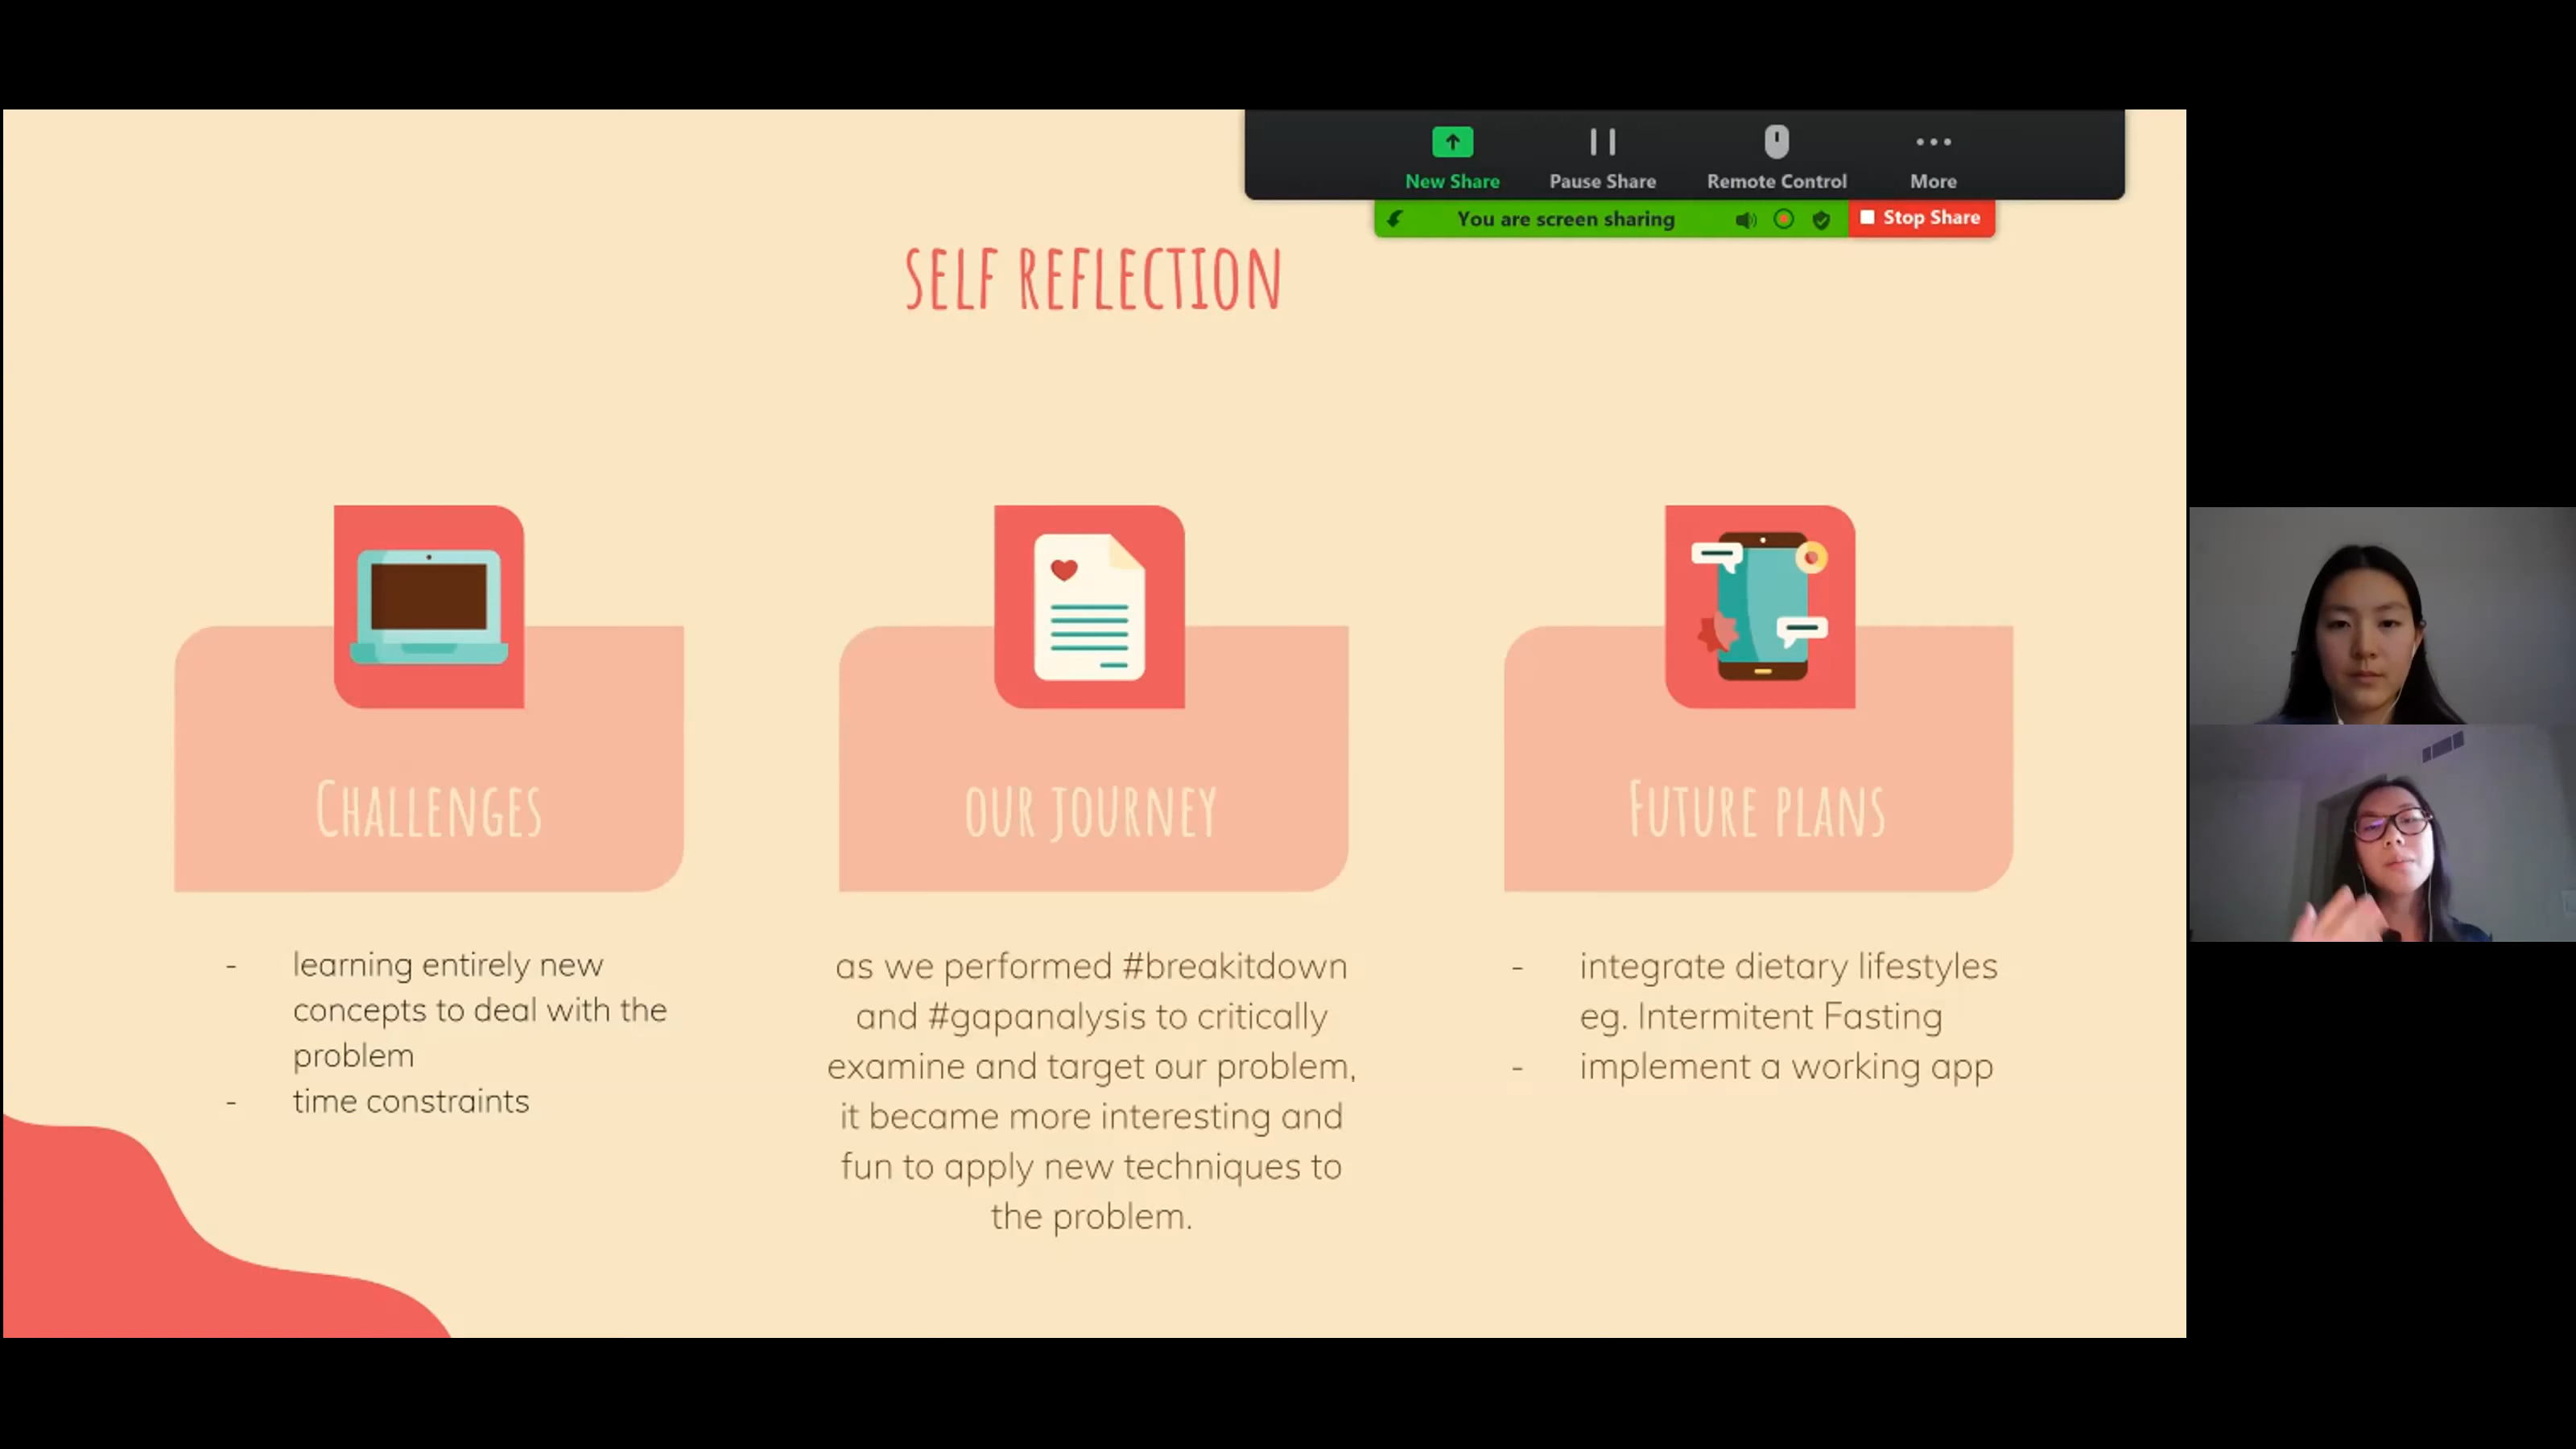 New Share
Pause Share
Remote Control
More
You are screen sharing
Stop Share
SELF REFLECTION
CHALLENGES
- learning entirely new
concepts to deal with the
problem
- time constraints
OUR JOURNEY
as we performed #breakitdown
and #gapanalysis to critically
examine and target our problem,
it became more interesting and
fun to apply new techniques to
the problem.
FUTURE PLANS
- integrate dietary lifestyles
eg. Intermitent Fasting
- implement a working app